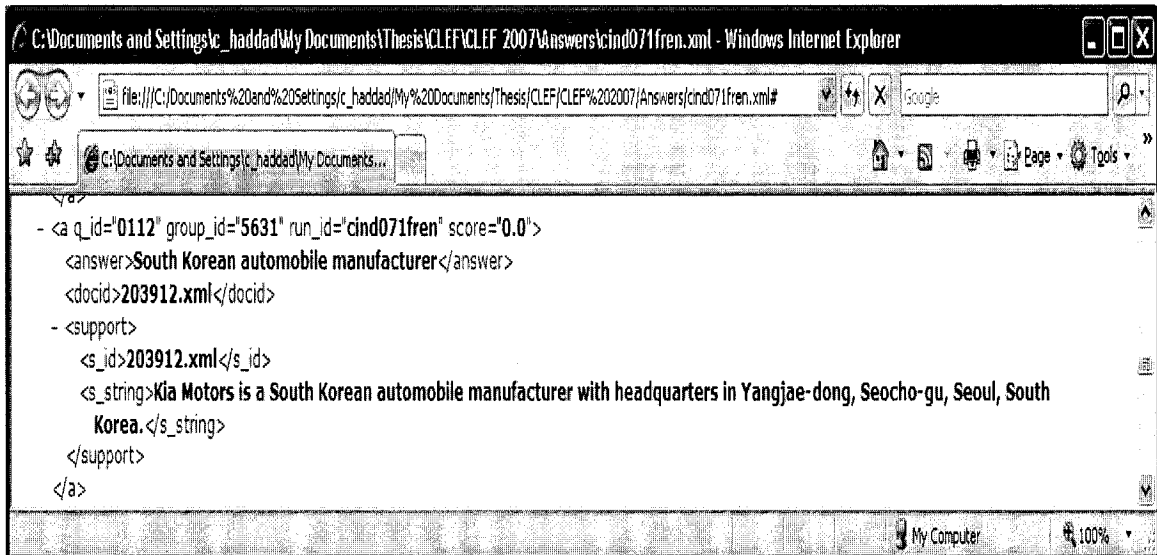 C:\Documents and Settings\c_haddad\My Documents\Thesis\CLEF\CLEF 2007\Answers\cind071fren.xml - Windows Internet Explorer
file:///C:/Documents%20and%20Settings/c_haddad/My%20Documents/Thesis/CLEF/CLEF%202007/Answers/cind071fren.xml#
Google
C:\Documents and Settings\c_haddad\My Documents...
Page
Tools
</a>
- <a q_id="0112" group_id="5631" run_id="cind071fren" score="0.0">
<answer>South Korean automobile manufacturer</answer>
<docid>203912.xml</docid>
- <support>
<s_id>203912.xml</s_id>
<s_string>Kia Motors is a South Korean automobile manufacturer with headquarters in Yangjae-dong, Seocho-gu, Seoul, South
Korea.</s_string>
</support>
</a>
My Computer
100%